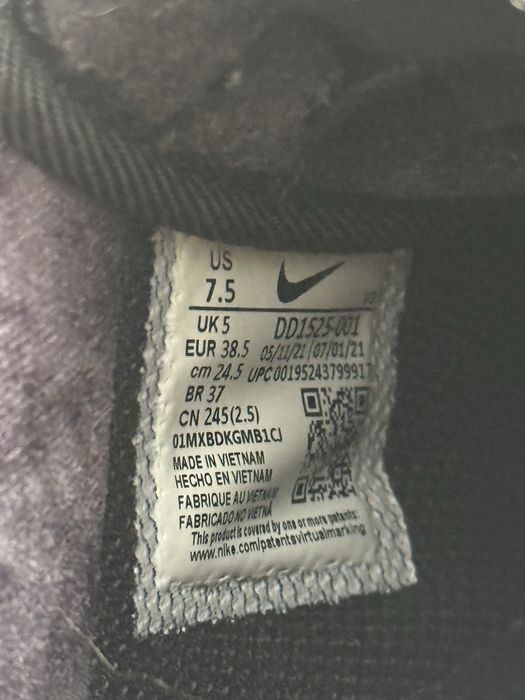 US
7.5
UK 5 DD1525-001
EUR 38.5 05/11/21 07/01/21
cm 24.5 UPC 00195243799917
BR 37
CN 245(2.5)
01MXBDKGMB1CJ
MADE IN VIETNAM
HECHO EN VIETNAM
FABRIQUE AU VIETNAM
FABRICADO NO VIETNÃ
This product is covered by one or more patents:
www.nike.com/patentsvirtualmarking